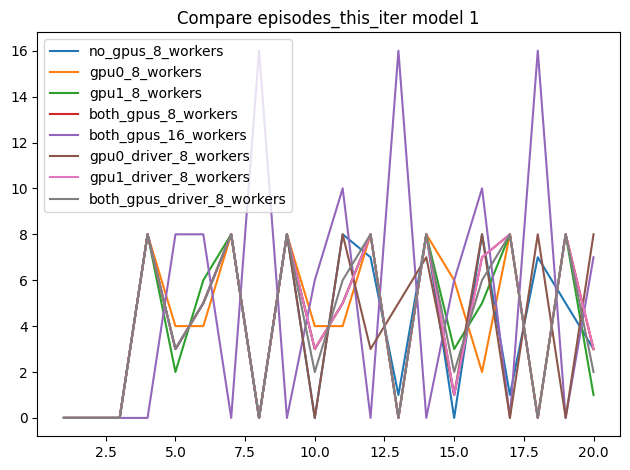 Compare episodes_this_iter model 1
no_gpus_8_workers
gpu0_8_workers
gpu1_8_workers
both_gpus_8_workers
both_gpus_16_workers
gpu0_driver_8_workers
gpu1_driver_8_workers
both_gpus_driver_8_workers
16
14
12
10
8
6
4
2
0
2.5 5.0 7.5 10.0 12.5 15.0 17.5 20.0